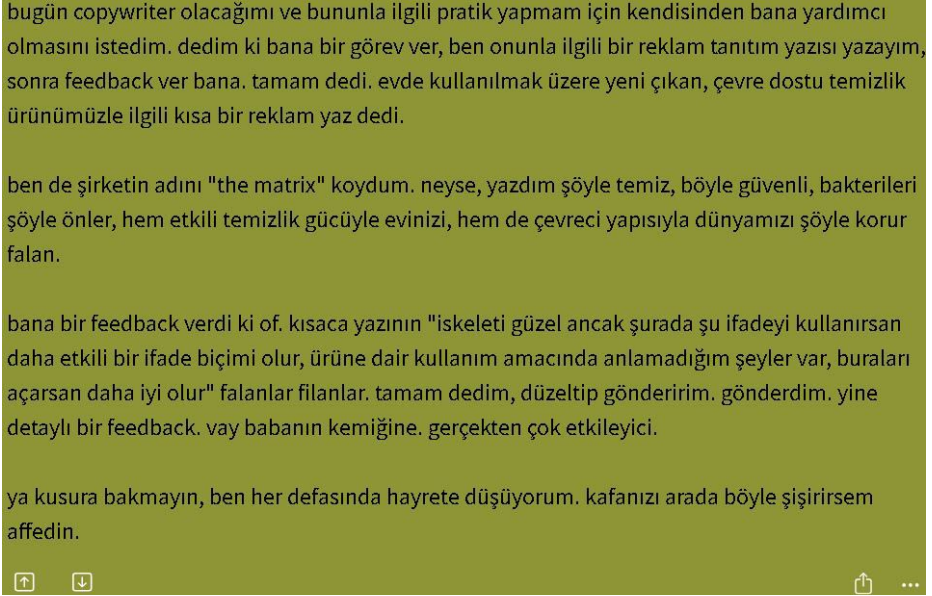 bugün copywriter olacağımı ve bununla ilgili pratik yapmam için kendisinden bana yardımcı
olmasını istedim. dedim ki bana bir görev ver, ben onunla ilgili bir reklam tanıtım yazısı yazayım,
sonra feedback ver bana. tamam dedi. evde kullanılmak üzere yeni çıkan, çevre dostu temizlik
ürünümüzle ilgili kısa bir reklam yaz dedi.
ben de şirketin adını "the matrix" koydum. neyse, yazdım şöyle temiz, böyle güvenli, bakterileri
şöyle önler, hem etkili temizlik gücüyle evinizi, hem de çevreci yapısıyla dünyamızı şöyle korur
falan.
bana bir feedback verdi ki of. kısaca yazının "iskeleti güzel ancak şurada şu ifadeyi kullanırsan
daha etkili bir ifade biçimi olur, ürüne dair kullanım amacında anlamadığım şeyler var, buraları
açarsan daha iyi olur" falanlar filanlar. tamam dedim, düzeltip gönderirim. gönderdim. yine
detaylı bir feedback. vay babanın kemiğine. gerçekten çok etkileyici.
ya kusura bakmayın, ben her defasında hayrete düşüyorum. kafanızı arada böyle şişirirsem
affedin.